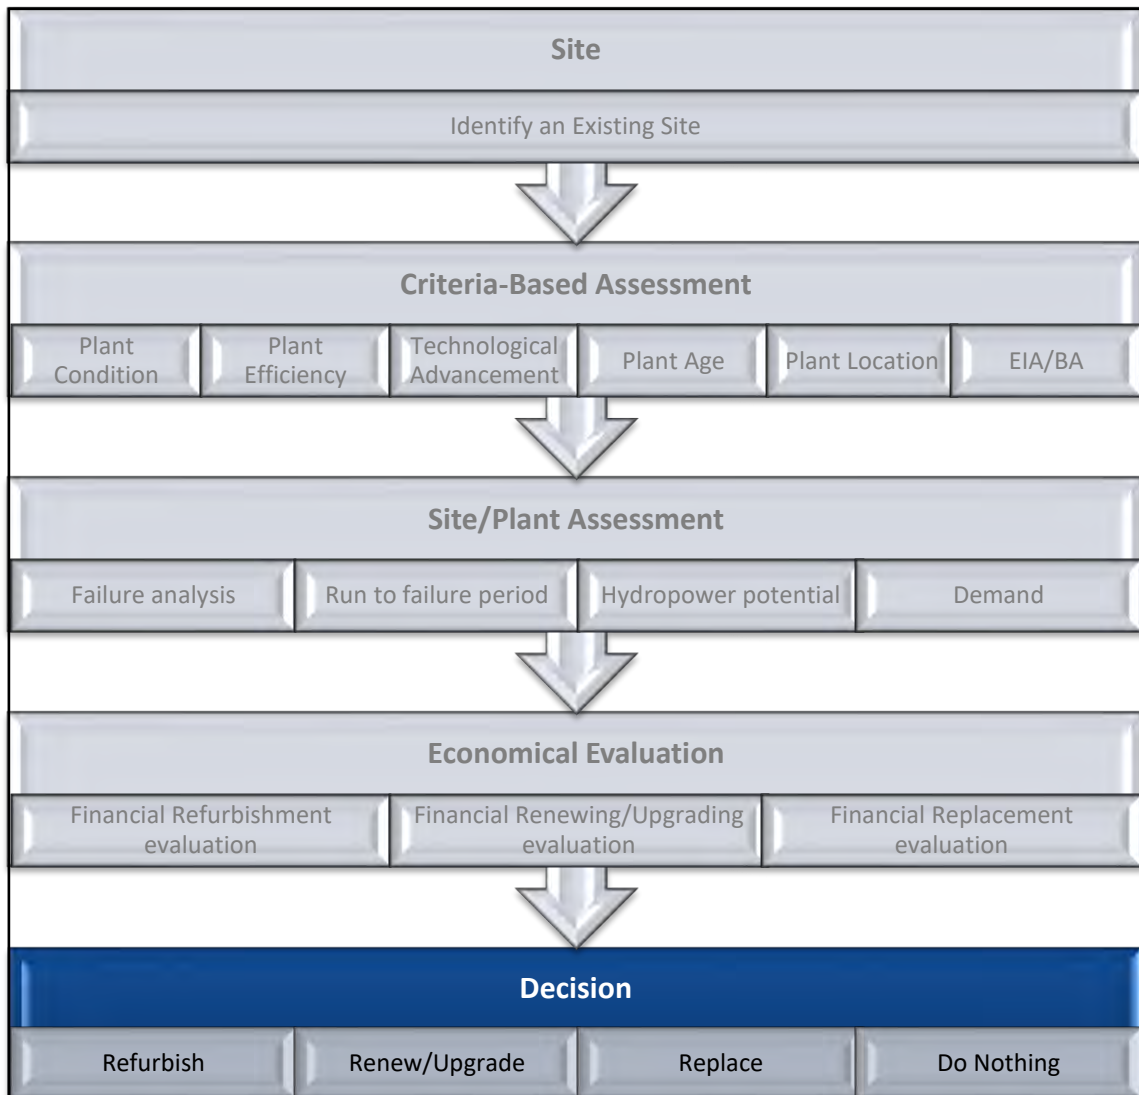 Site
Identify an Existing Site
Criteria-Based Assessment
Plant
Condition
Plant
Efficiency
Technological
Advancement
Plant Age
Plant Location
EIA/BA
Site/Plant Assessment
Failure analysis
Run to failure period
Hydropower potential
Demand
Economical Evaluation
Financial Refurbishment
evaluation
Financial Renewing/Upgrading
evaluation
Financial Replacement
evaluation
Decision
Refurbish
Renew/Upgrade
Replace
Do Nothing